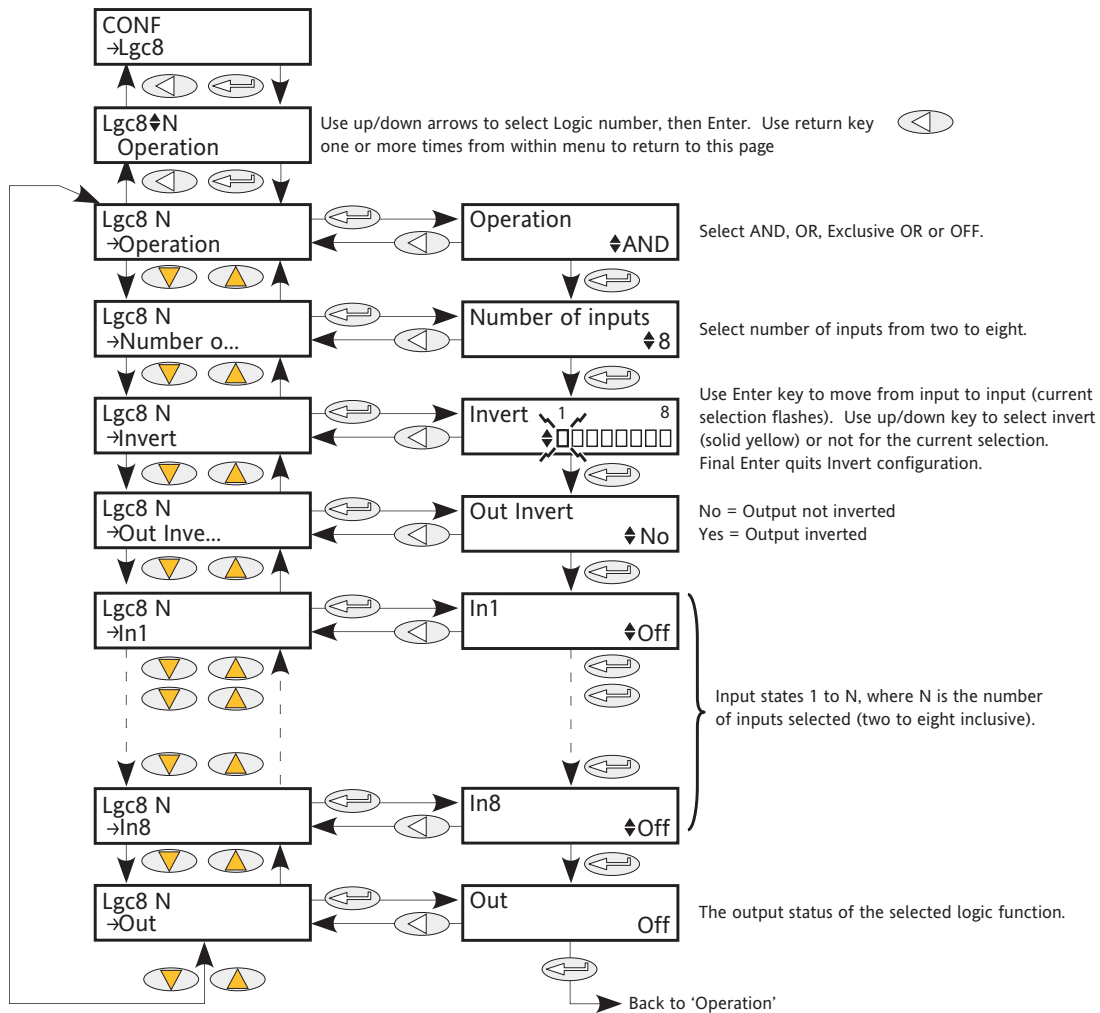 CONF
→Lgc8
Lgc8♦N
Operation
Use up/down arrows to select Logic number, then Enter.  Use return key
one or more times from within menu to return to this page
Lgc8 N
→Operation
Operation
♦AND
Select AND, OR, Exclusive OR or OFF.
Lgc8 N
→Number o...
Number of inputs
♦8
Select number of inputs from two to eight.
Lgc8 N
→Invert
Invert 1 8
Use Enter key to move from input to input (current
selection flashes).  Use up/down key to select invert
(solid yellow) or not for the current selection.
Final Enter quits Invert configuration.
Lgc8 N
→Out Inve...
Out Invert
♦No
No = Output not inverted
Yes = Output inverted
Lgc8 N
→In1
In1
♦Off
Input states 1 to N, where N is the number
of inputs selected (two to eight inclusive).
Lgc8 N
→In8
In8
♦Off
Lgc8 N
→Out
Out
Off
The output status of the selected logic function.
Back to ‘Operation’